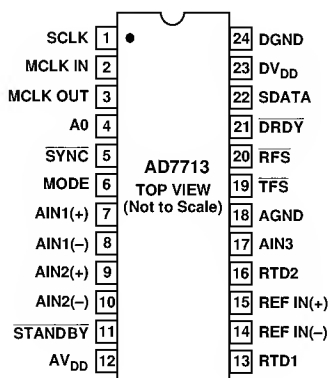 SCLK 1
MCLK IN 2
MCLK OUT 3
A0 4
SYNC 5
MODE 6
AIN1(+) 7
AIN1(–) 8
AIN2(+) 9
AIN2(–) 10
STANDBY 11
AVDD 12
AD7713
TOP VIEW
(Not to Scale)
24 DGND
23 DVDD
22 SDATA
21 DRDY
20 RFS
19 TFS
18 AGND
17 AIN3
16 RTD2
15 REF IN(+)
14 REF IN(–)
13 RTD1